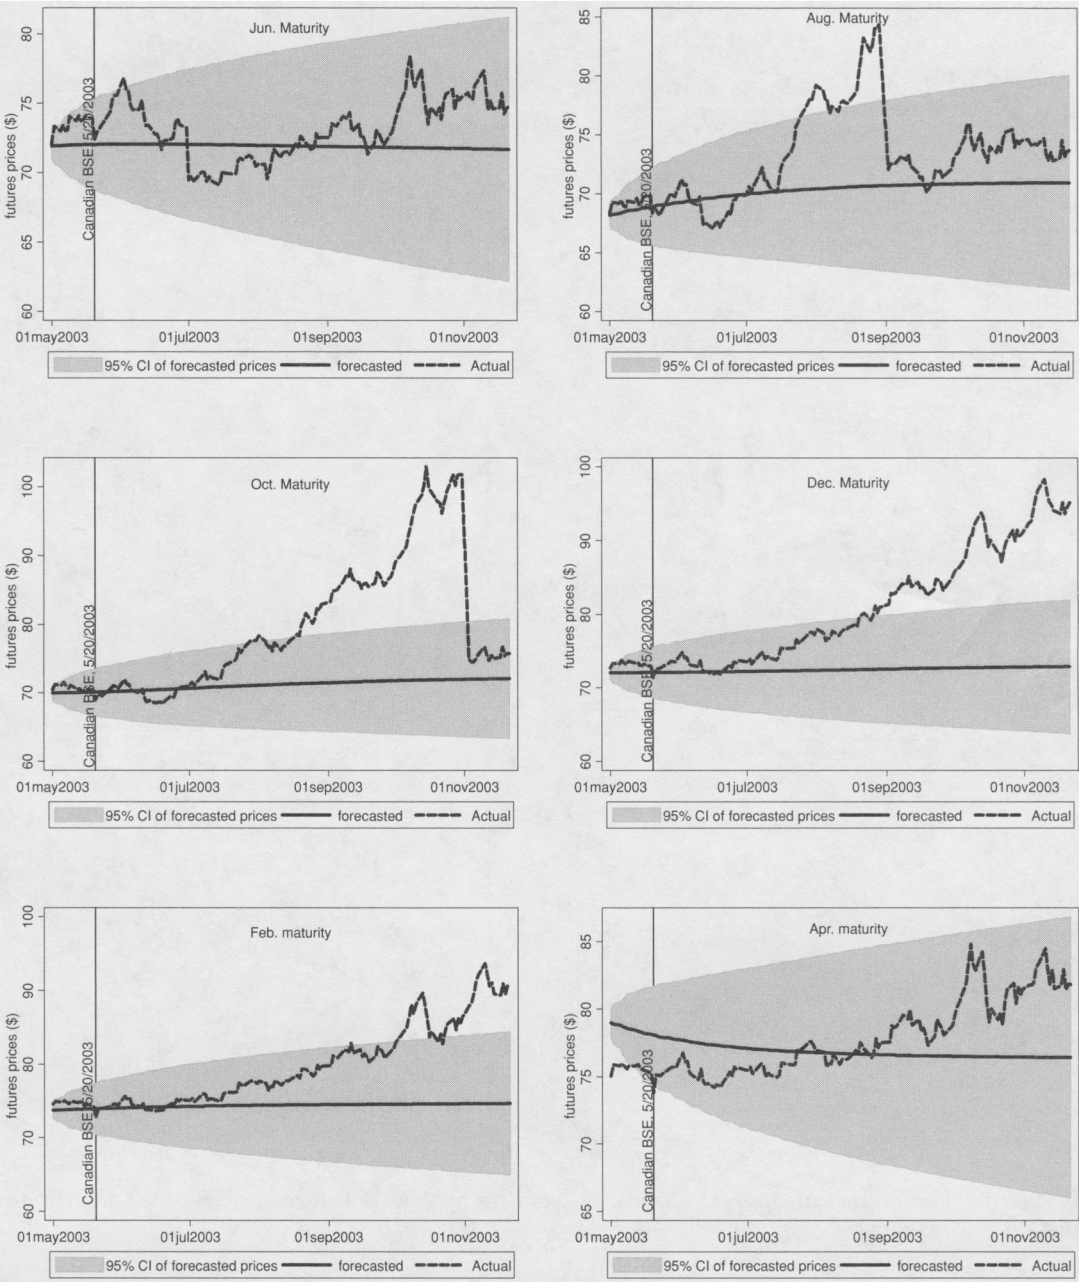 Jun. Maturity
futures prices ($)
80
75
70
65
60
Canadian BSE, 5/20/2003
01may2003 01jul2003 01sep2003 01nov2003
95% CI of forecasted prices forecasted Actual
Aug. Maturity
futures prices ($)
85
80
75
70
65
60
Canadian BSE, 5/20/2003
01may2003 01jul2003 01sep2003 01nov2003
95% CI of forecasted prices forecasted Actual
Oct. Maturity
futures prices ($)
100
90
80
70
60
Canadian BSE, 5/20/2003
01may2003 01jul2003 01sep2003 01nov2003
95% CI of forecasted prices forecasted Actual
Dec. Maturity
futures prices ($)
100
90
80
70
60
Canadian BSE, 5/20/2003
01may2003 01jul2003 01sep2003 01nov2003
95% CI of forecasted prices forecasted Actual
Feb. maturity
futures prices ($)
100
90
80
70
60
Canadian BSE, 5/20/2003
01may2003 01jul2003 01sep2003 01nov2003
95% CI of forecasted prices forecasted Actual
Apr. maturity
futures prices ($)
85
80
75
70
65
Canadian BSE, 5/20/2003
01may2003 01jul2003 01sep2003 01nov2003
95% CI of forecasted prices forecasted Actual